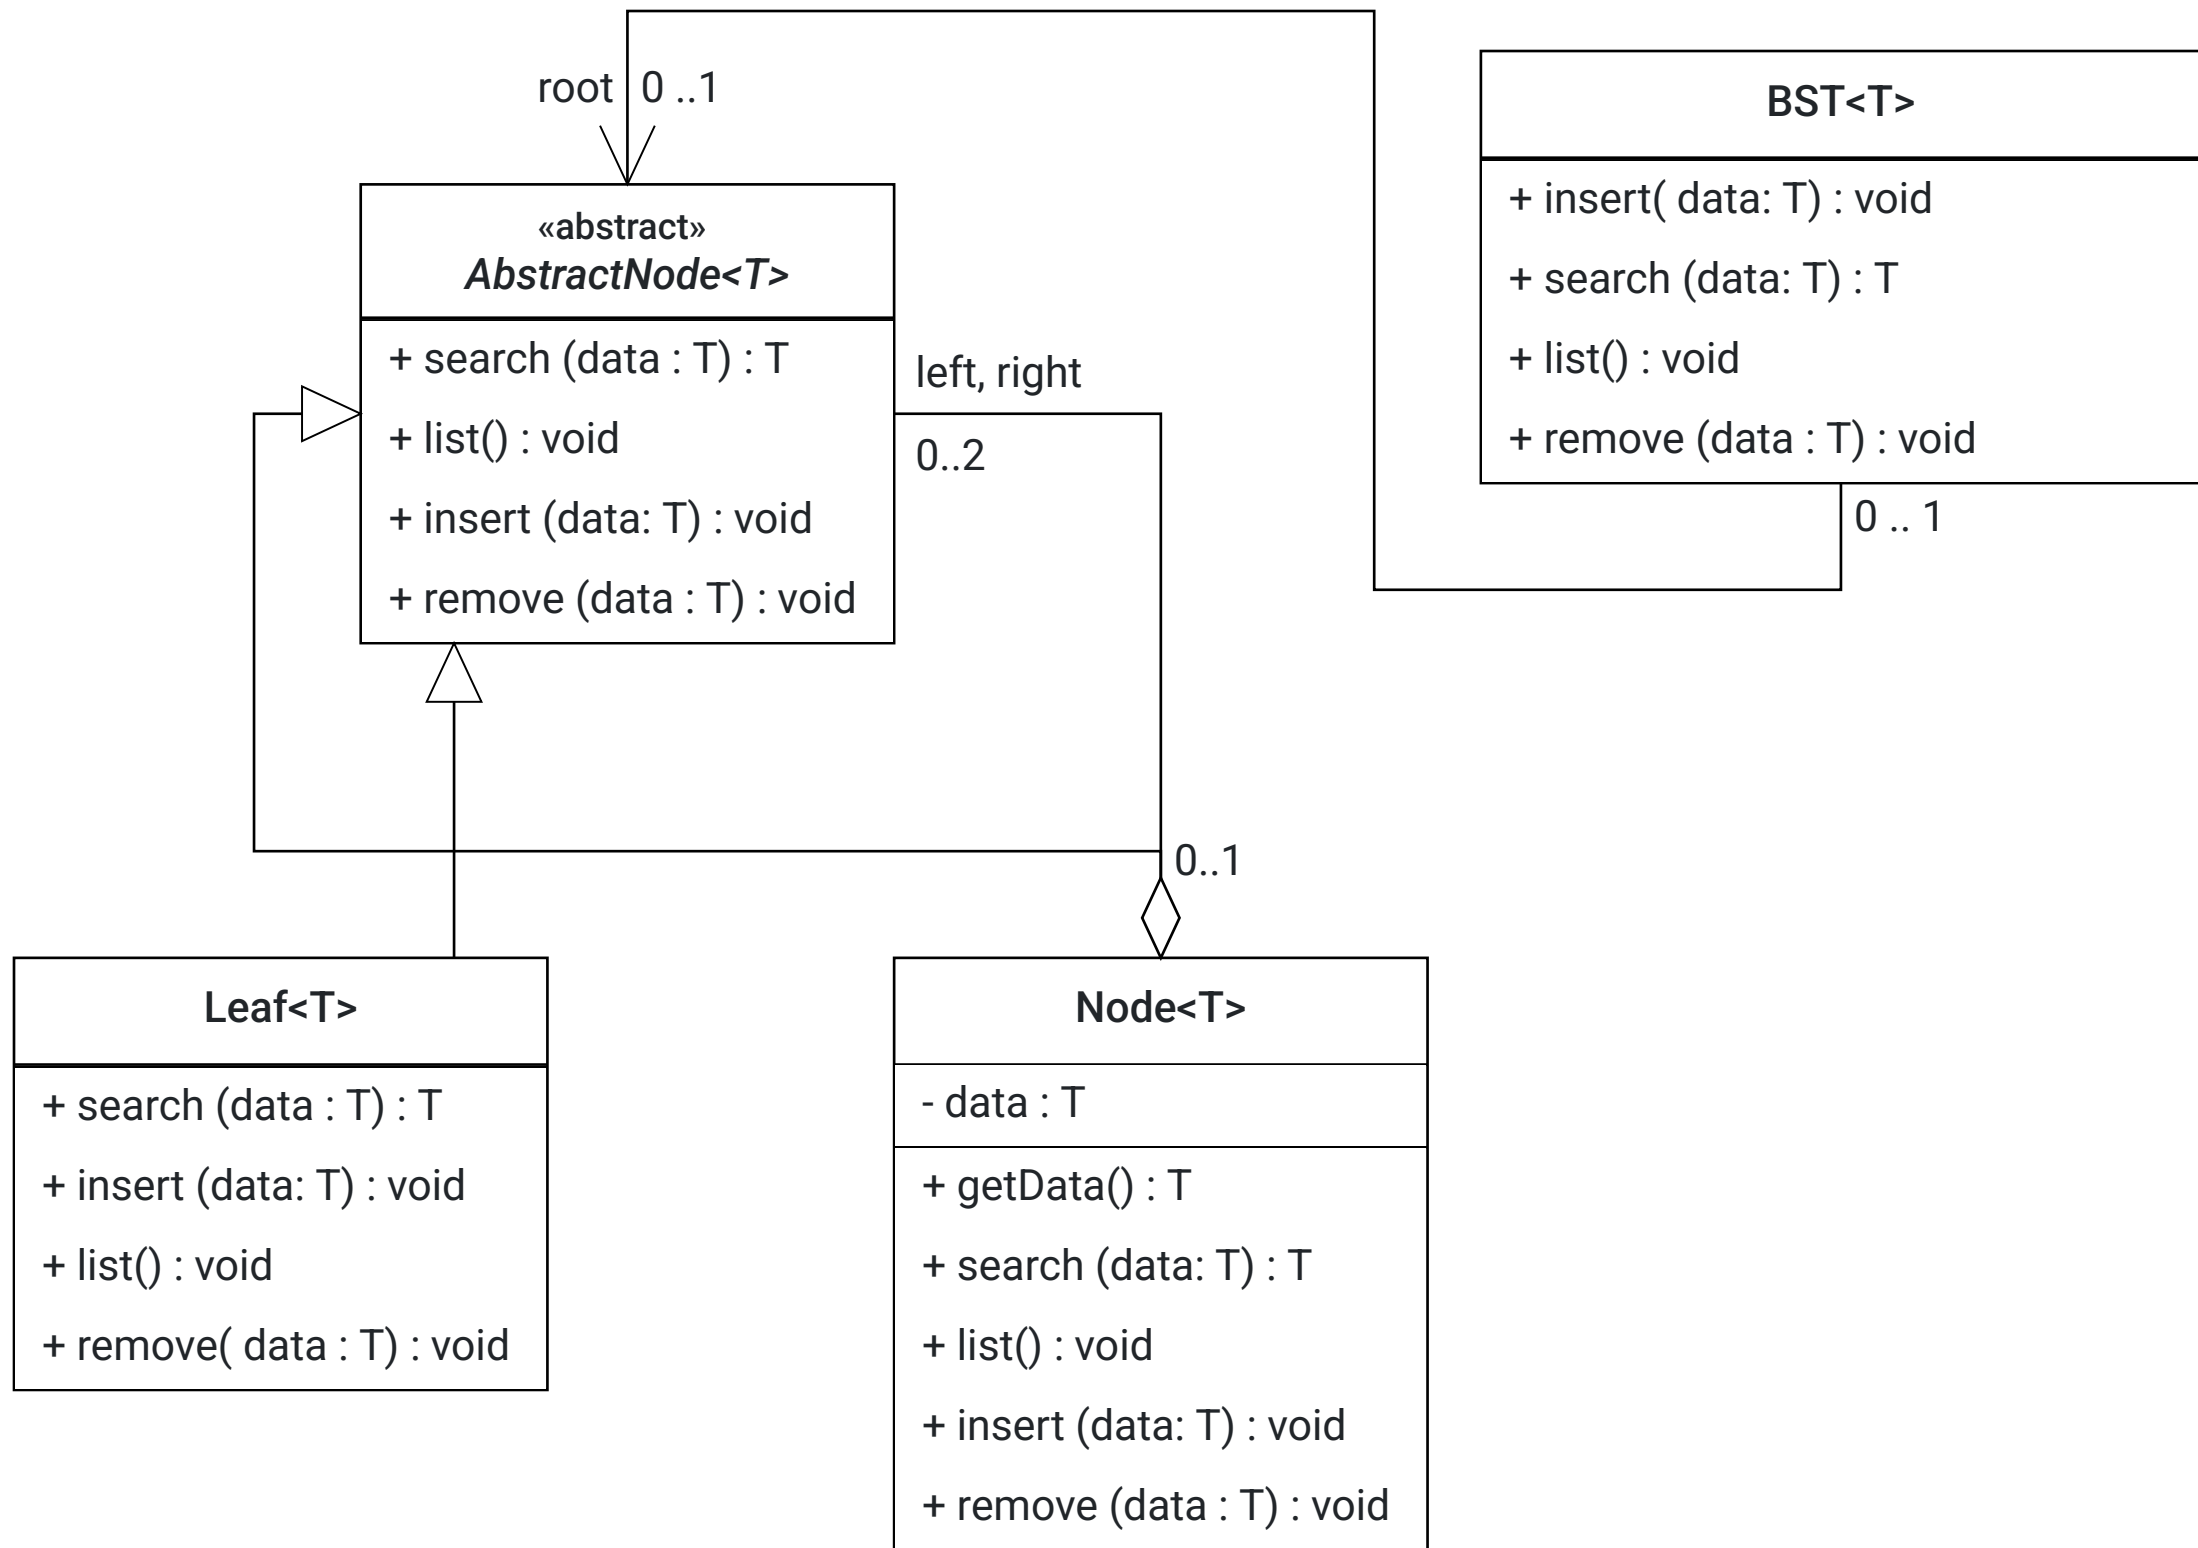 root
0 ..1
BST<T>
+ insert( data: T) : void
+ search (data: T) : T
+ list() : void
+ remove (data : T) : void
0 .. 1
«abstract»
AbstractNode<T>
+ search (data : T) : T
+ list() : void
+ insert (data: T) : void
+ remove (data : T) : void
left, right
0..2
0..1
Leaf<T>
+ search (data : T) : T
+ insert (data: T) : void
+ list() : void
+ remove( data : T) : void
Node<T>
- data : T
+ getData() : T
+ search (data: T) : T
+ list() : void
+ insert (data: T) : void
+ remove (data : T) : void